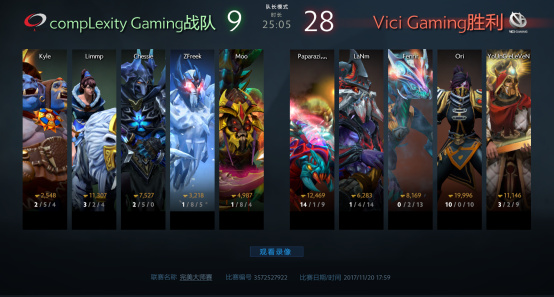 compLexity Gaming战队
9
队长模式
时长
25:05
28
Vici Gaming胜利
VICI GAMING
Kyle
Limmp
Chessie
ZFreek
Moo
Paparazi....
LaNm
Fenrir
Ori
2,548
11,307
7,527
3,218
4,987
12,469
6,283
8,169
19,996
11,146
2 / 5 / 4
3 / 2 / 4
2 / 5 / 0
1 / 8 / 5
1 / 8 / 4
14 / 1 / 9
1 / 4 / 14
0 / 2 / 13
10 / 0 / 10
3 / 2 / 9
观看录像
联赛名称 完美大师赛
比赛编号 3572527922
比赛日期/时间 2017/11/20 17:59